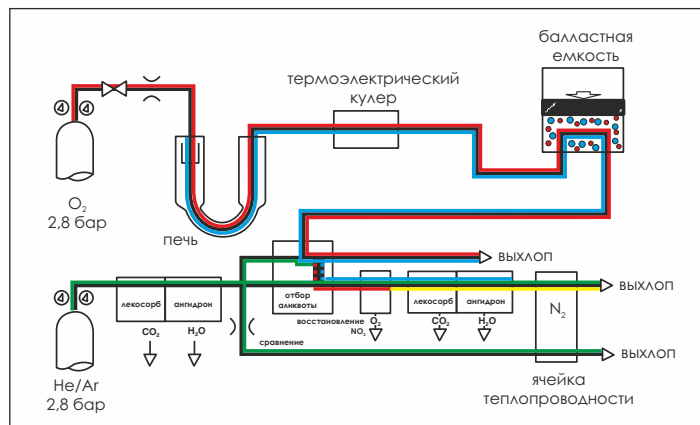 балластная
емкость
термоэлектрический
кулер
O₂
2,8 бар
печь
ВЫХЛОП
лекосорб
ангидрон
отбор
аликвоты
лекосорб
ангидрон
N₂
ВЫХЛОП
CO₂
H₂O
восстановление
O₂
NO₂
CO₂
H₂O
сравнение
ВЫХЛОП
He/Ar
2,8 бар
ячейка
теплопроводности